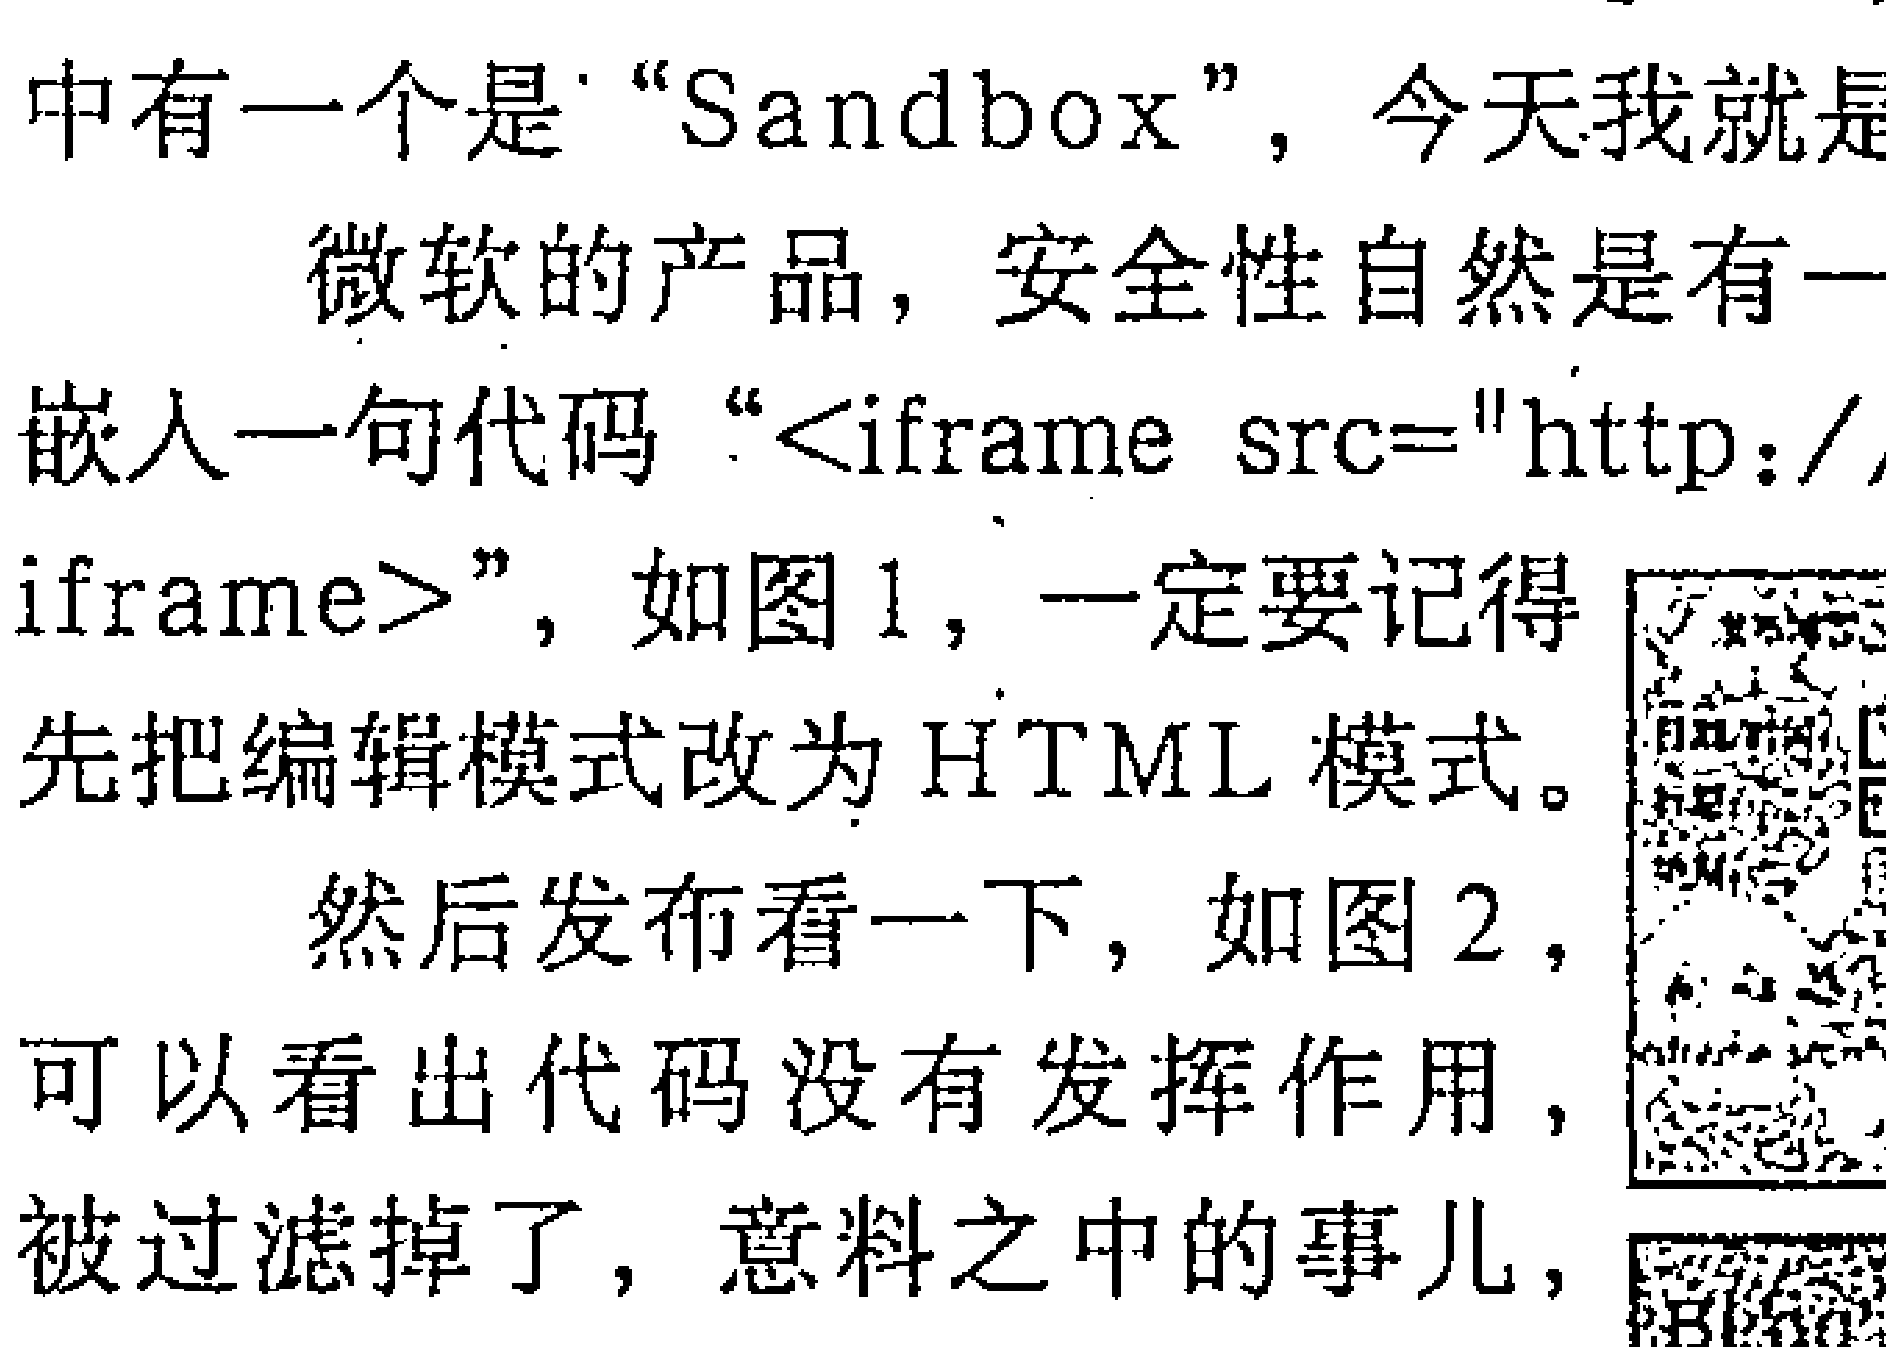 中有一个是“Sandbox”，今天我就是
微软的产品，安全性自然是有一
嵌入一句代码“<iframe src="http://
iframe>”，如图1，一定要记得
先把编辑模式改为 HTML 模式。
然后发布看一下，如图2，
可以看出代码没有发挥作用，
被过滤掉了，意料之中的事儿，